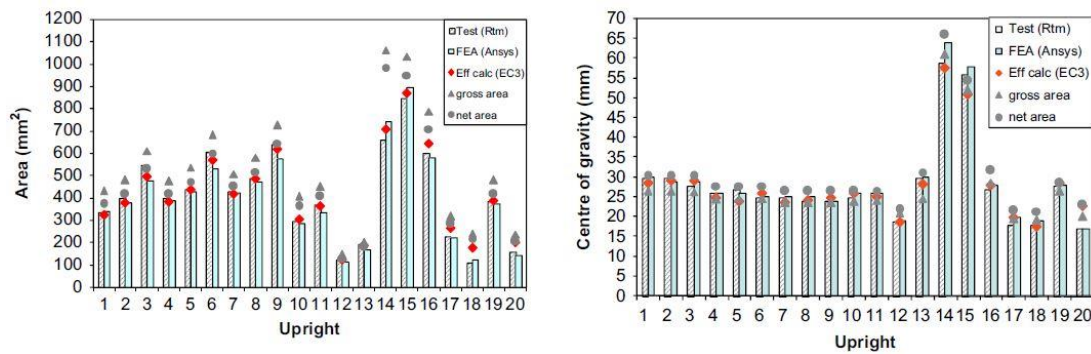 1200
1100
1000
900
800
700
600
500
400
300
200
100
0
Area (mm²)
Test (Rtm)
FEA (Ansys)
Eff calc (EC3)
gross area
net area
1 2 3 4 5 6 7 8 9 10 11 12 13 14 15 16 17 18 19 20
Upright
70
65
60
55
50
45
40
35
30
25
20
15
10
5
0
Centre of gravity (mm)
Test (Rtm)
FEA (Ansys)
Eff calc (EC3)
gross area
net area
1 2 3 4 5 6 7 8 9 10 11 12 13 14 15 16 17 18 19 20
Upright